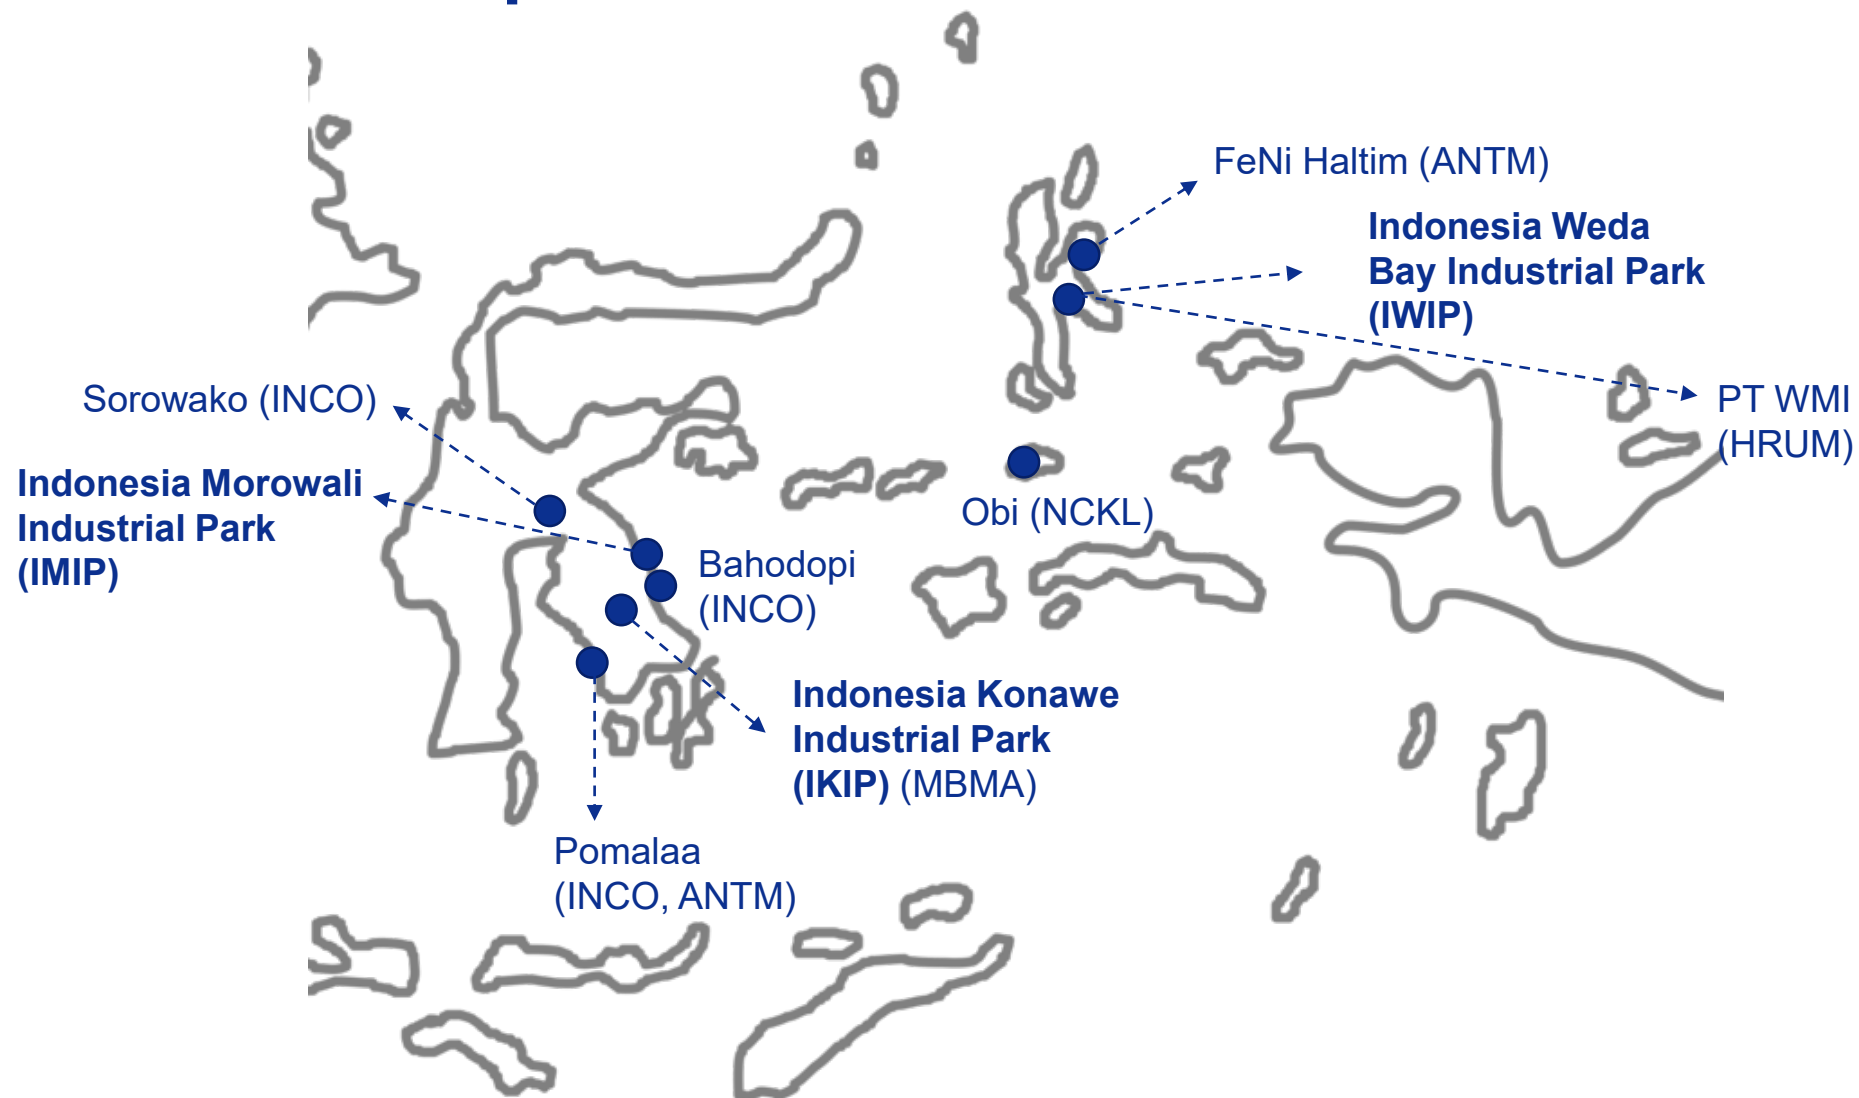 FeNi Haltim (ANTM)
Indonesia Weda
Bay Industrial Park
(IWIP)
Sorowako (INCO)
PT WMI
(HRUM)
Indonesia Morowali
Industrial Park
(IMIP)
Obi (NCKL)
Bahodopi
(INCO)
Indonesia Konawe
Industrial Park
(IKIP) (MBMA)
Pomalaa
(INCO, ANTM)